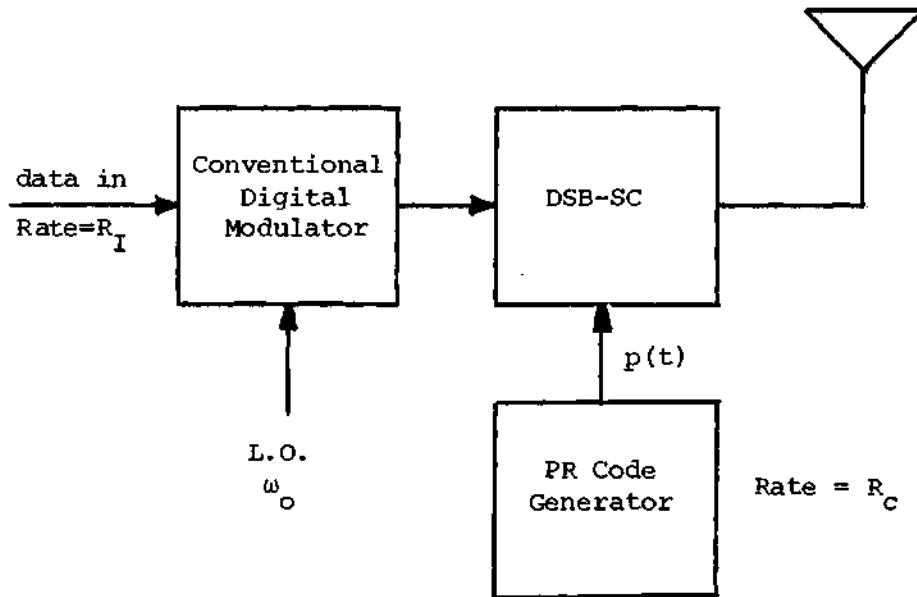 data in
Rate=R_I
Conventional
Digital
Modulator
DSB-SC
p(t)
L.O.
ω_o
PR Code
Generator
Rate = R_c